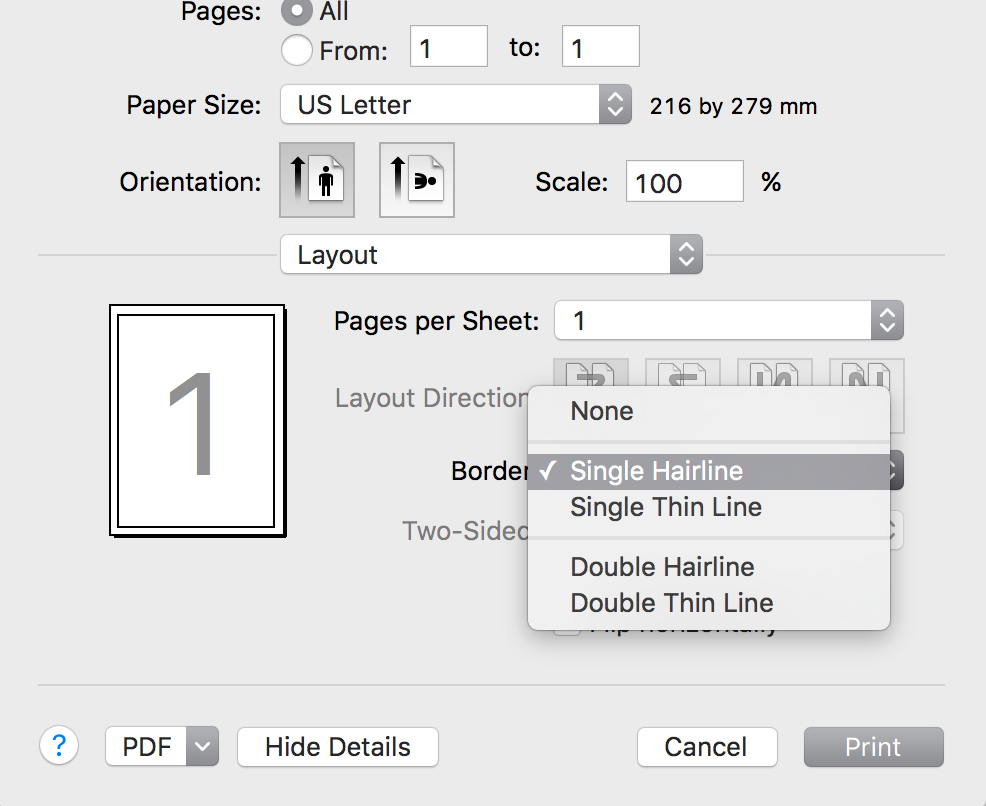 Pages: All
From: 1 to: 1
Paper Size: US Letter 216 by 279 mm
Orientation: Scale: 100 %
Layout
1
Pages per Sheet: 1
Layout Direction
Border
Two-Sided
None
✓ Single Hairline
Single Thin Line
Double Hairline
Double Thin Line
Flip horizontally
? PDF Hide Details Cancel Print